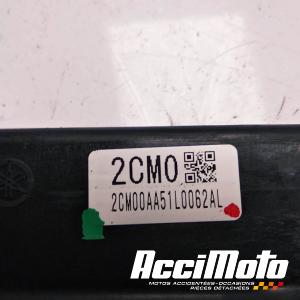 2CM0
2CM00AA51L0062AL
AcciMoto
MOTOS ACCIDENTÉES - OCCASIONS
PIÈCES DÉTACHÉES